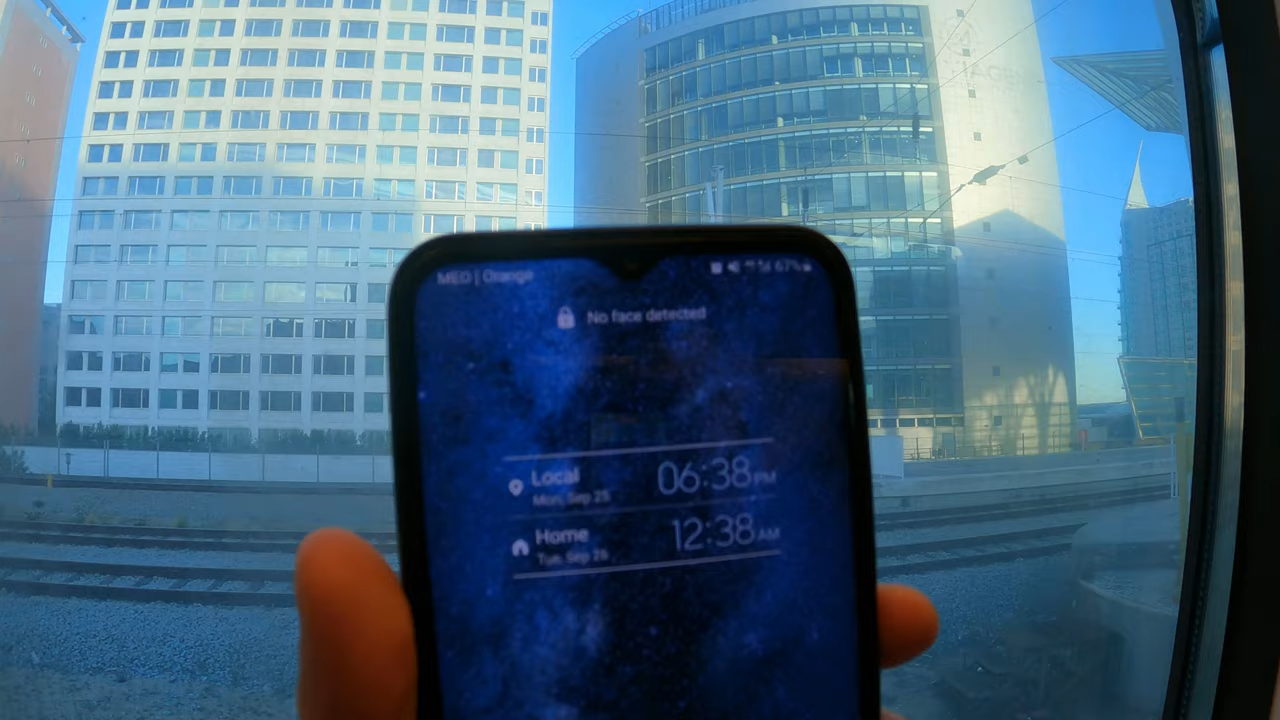 MEO | Orange
67%
No face detected
Local
06:38 PM
Mon, Sep 25
Home
12:38 AM
Tue, Sep 26